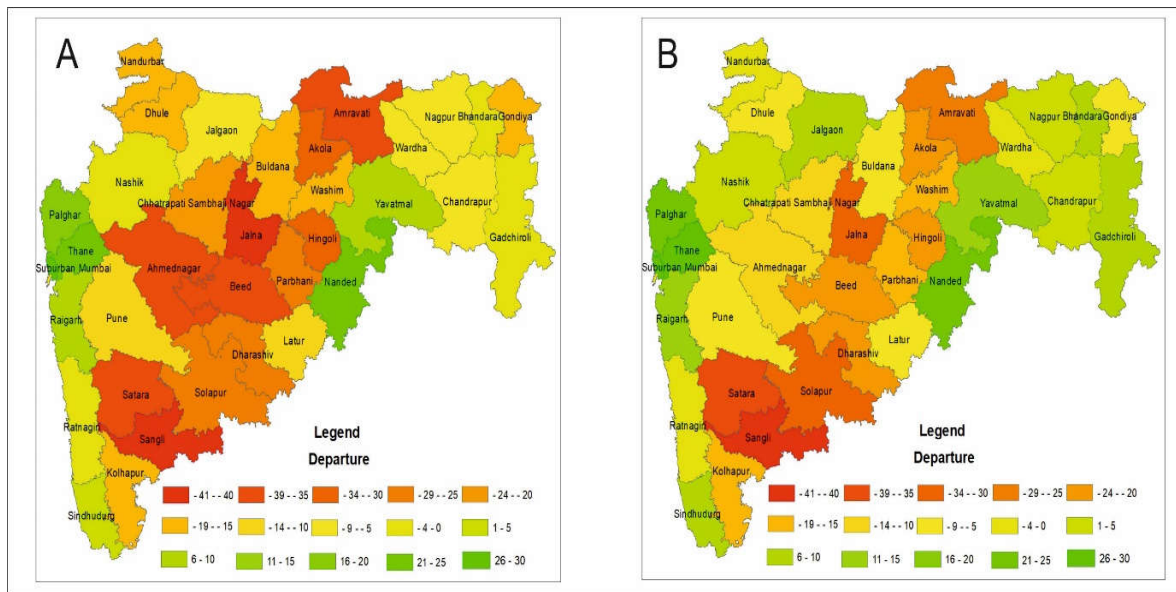 A
Nandurbar
Dhule
Jalgaon
Nashik
Buldana
Akola
Amravati
Nagpur
Bhandara
Gondiya
Wardha
Washim
Yavatmal
Chandrapur
Gadchiroli
Chhatrapati Sambhaji Nagar
Jalna
Hingoli
Parbhani
Nanded
Palghar
Thane
Suburban Mumbai
Ahmednagar
Beed
Raigarh
Pune
Latur
Dharashiv
Solapur
Satara
Ratnagiri
Sangli
Kolhapur
Sindhudurg
Legend
Departure
- 41 - -40
- 39 - -35
- 34 - -30
- 29 - -25
- 24 - -20
- 19 - -15
- 14 - -10
- 9 - -5
- 4 -0
1 - 5
6 - 10
11 - 15
16 - 20
21 - 25
26 - 30
B
Nandurbar
Dhule
Jalgaon
Nashik
Buldana
Akola
Amravati
Nagpur
Bhandara
Gondiya
Wardha
Washim
Yavatmal
Chandrapur
Gadchiroli
Chhatrapati Sambhaji Nagar
Jalna
Hingoli
Parbhani
Nanded
Palghar
Thane
Suburban Mumbai
Ahmednagar
Beed
Raigarh
Pune
Latur
Dharashiv
Solapur
Satara
Ratnagiri
Sangli
Kolhapur
Sindhudurg
Legend
Departure
- 41 - -40
- 39 - -35
- 34 - -30
- 29 - -25
- 24 - -20
- 19 - -15
- 14 - -10
- 9 - -5
- 4 -0
1 - 5
6 - 10
11 - 15
16 - 20
21 - 25
26 - 30